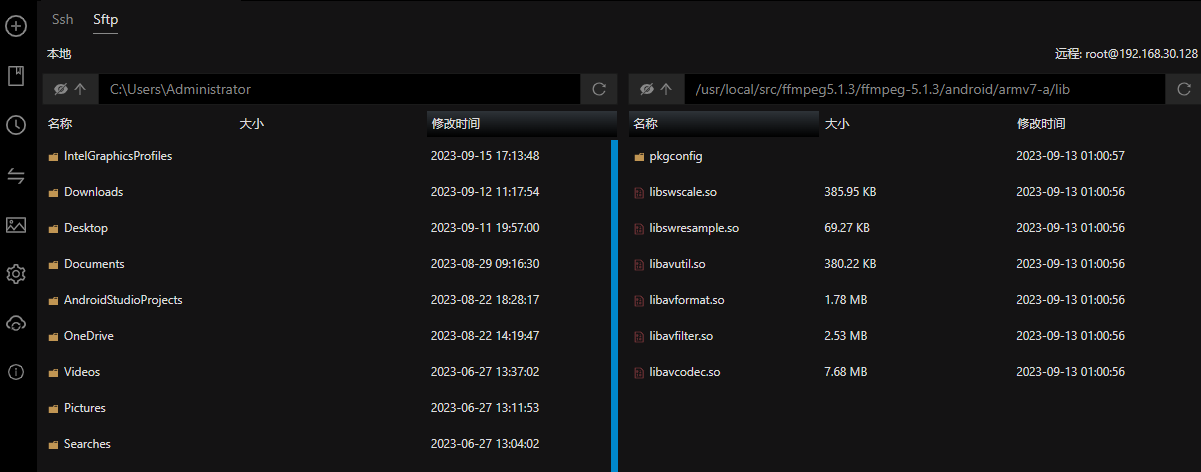 Ssh Sftp
本地 远程: root@192.168.30.128
C:\Users\Administrator /usr/local/src/ffmpeg5.1.3/ffmpeg-5.1.3/android/armv7-a/lib
名称 大小 修改时间 名称 大小 修改时间
IntelGraphicsProfiles 2023-09-15 17:13:48 pkgconfig 2023-09-13 01:00:57
Downloads 2023-09-12 11:17:54 libswscale.so 385.95 KB 2023-09-13 01:00:56
Desktop 2023-09-11 19:57:00 libswresample.so 69.27 KB 2023-09-13 01:00:56
Documents 2023-08-29 09:16:30 libavutil.so 380.22 KB 2023-09-13 01:00:56
AndroidStudioProjects 2023-08-22 18:28:17 libavformat.so 1.78 MB 2023-09-13 01:00:56
OneDrive 2023-08-22 14:19:47 libavfilter.so 2.53 MB 2023-09-13 01:00:56
Videos 2023-06-27 13:37:02 libavcodec.so 7.68 MB 2023-09-13 01:00:56
Pictures 2023-06-27 13:11:53
Searches 2023-06-27 13:04:02